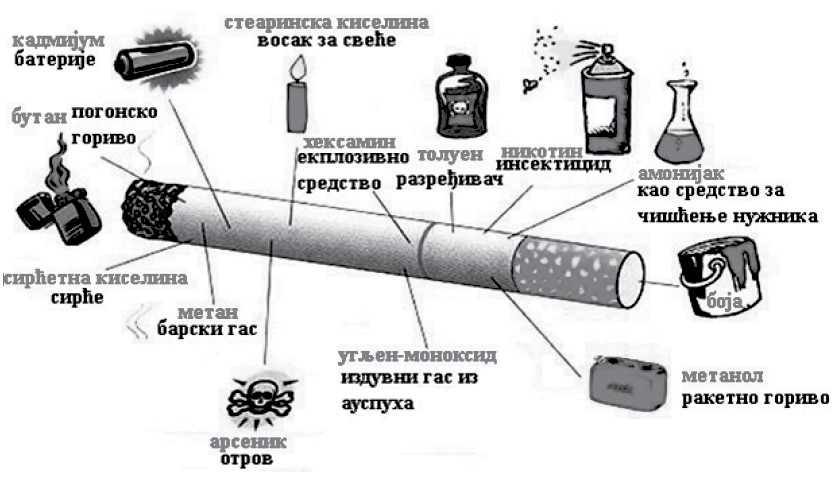 стеаринска киселина
восак за свеће
кадмијум
батерије
бутан погонско
гориво
хексамин
екплозивно
средство
толуен
разређивач
никотин
инсектицид
амонијак
као средство за
чишћење нужника
сирћетна киселина
сирће
метан
барски гас
боја
угљен-моноксид
издувни гас из
ауспуха
метанол
ракетно гориво
арсеник
отров